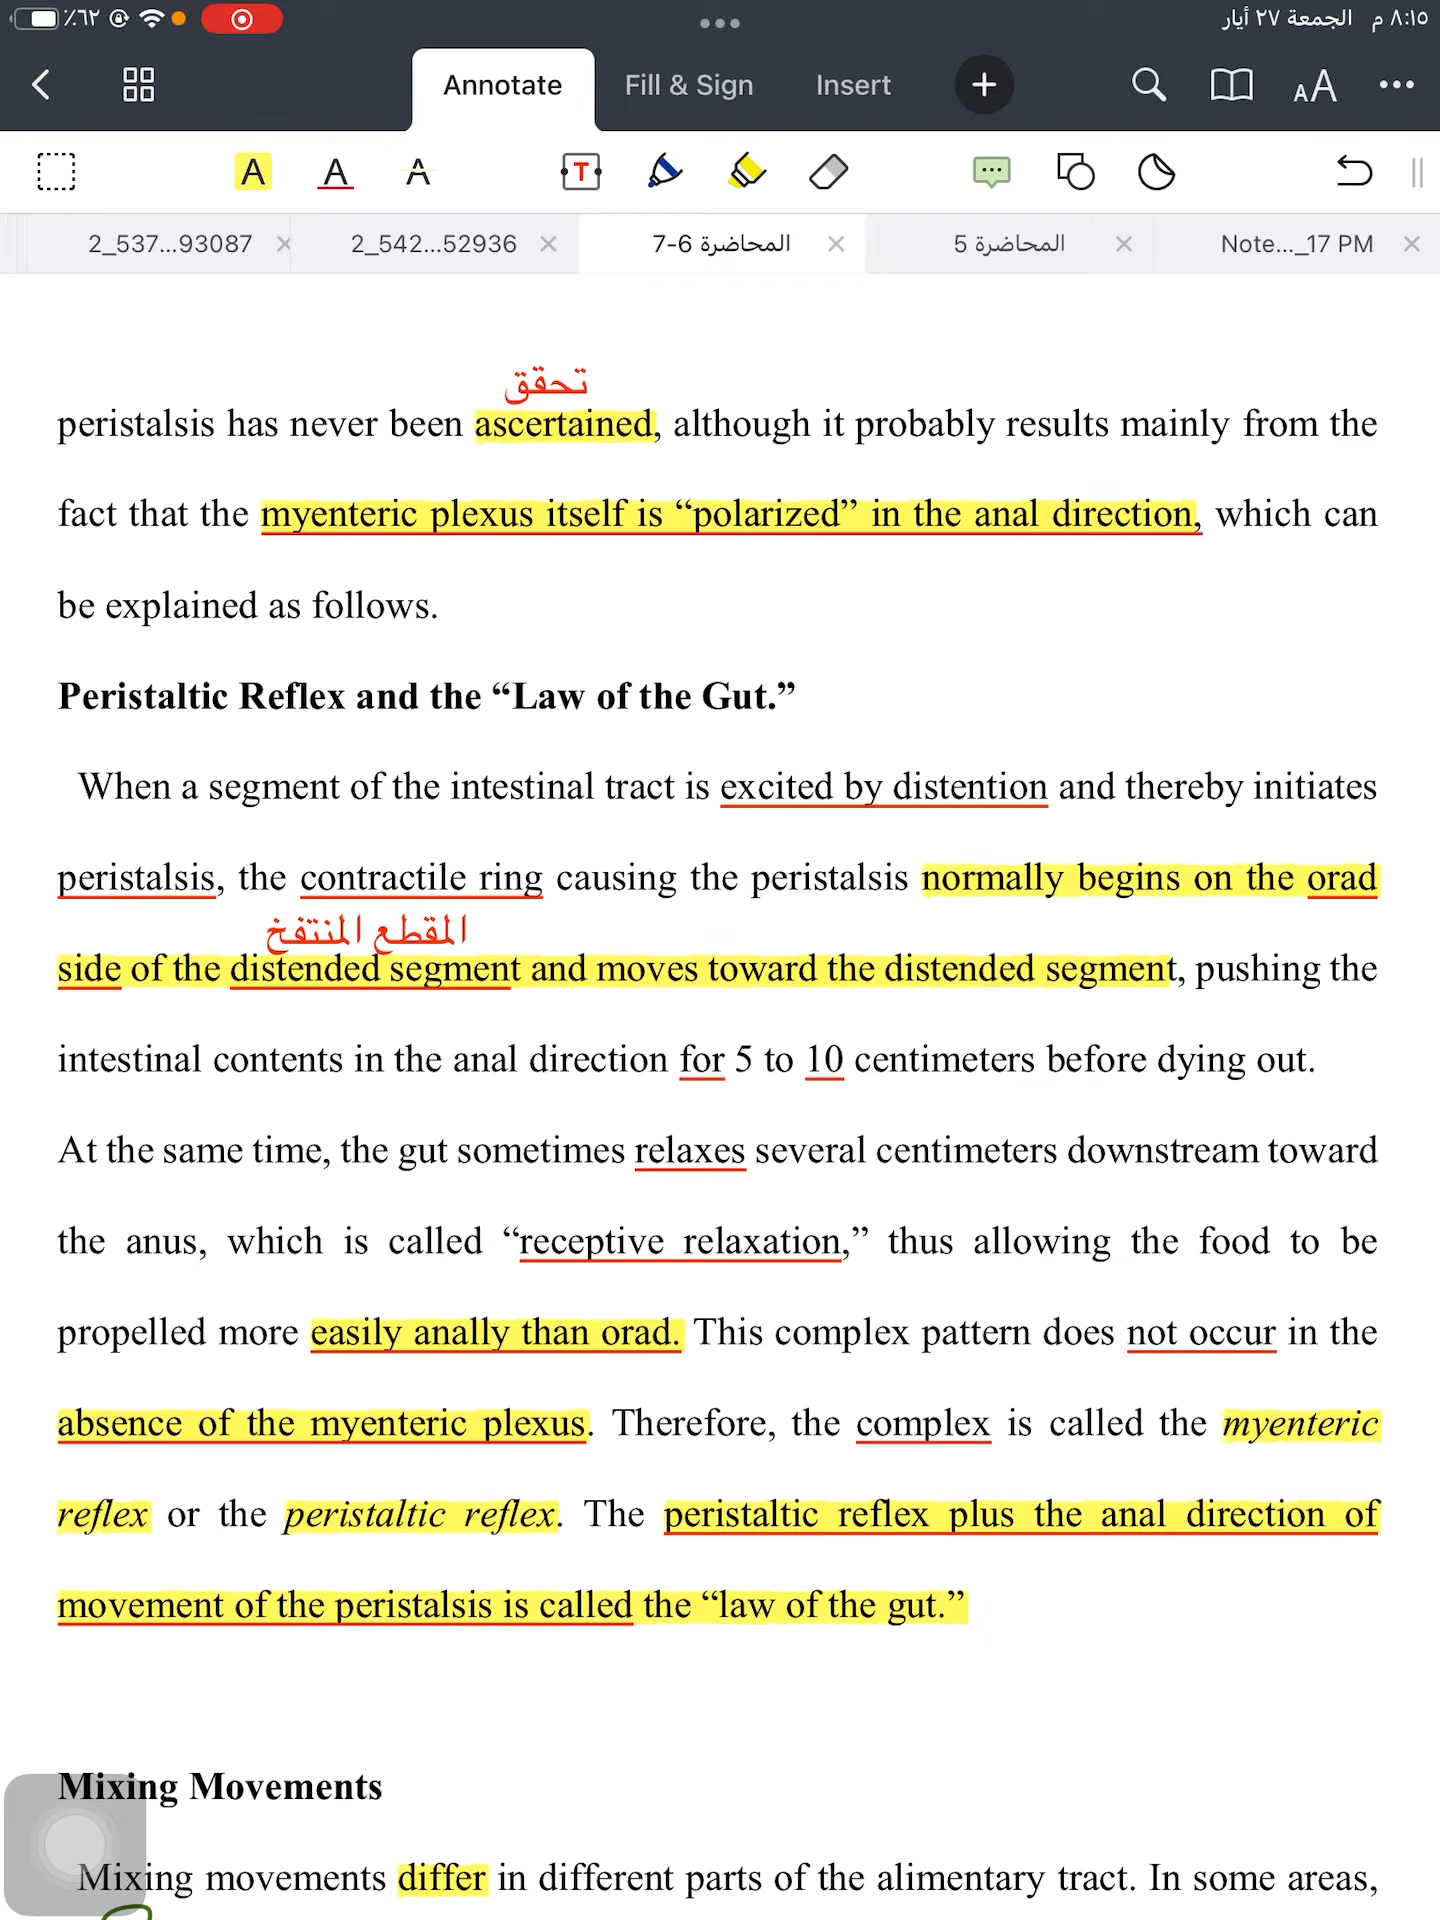 ٪٦٢
٨:١٥ م الجمعة ٢٧ أيار
Annotate Fill & Sign Insert
AA
A A A T
2_537...93087 2_542...52936 المحاضرة 6-7 المحاضرة 5 Note..._17 PM
تحقق
peristalsis has never been ascertained, although it probably results mainly from the
fact that the myenteric plexus itself is “polarized” in the anal direction, which can
be explained as follows.
Peristaltic Reflex and the “Law of the Gut.”
When a segment of the intestinal tract is excited by distention and thereby initiates
peristalsis, the contractile ring causing the peristalsis normally begins on the orad
المقطع المنتفخ
side of the distended segment and moves toward the distended segment, pushing the
intestinal contents in the anal direction for 5 to 10 centimeters before dying out.
At the same time, the gut sometimes relaxes several centimeters downstream toward
the anus, which is called “receptive relaxation,” thus allowing the food to be
propelled more easily anally than orad. This complex pattern does not occur in the
absence of the myenteric plexus. Therefore, the complex is called the myenteric
reflex or the peristaltic reflex. The peristaltic reflex plus the anal direction of
movement of the peristalsis is called the “law of the gut.”
Mixing Movements
Mixing movements differ in different parts of the alimentary tract. In some areas,